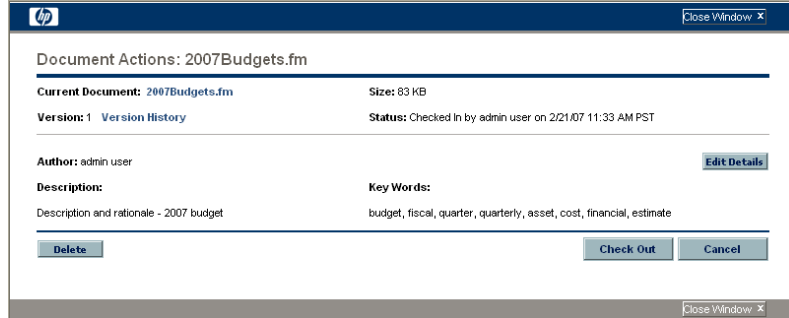 hp
Close Window x
Document Actions: 2007Budgets.fm
Current Document: 2007Budgets.fm Size: 83 KB
Version: 1 Version History Status: Checked In by admin user on 2/21/07 11:33 AM PST
Author: admin user Edit Details
Description: Key Words:
Description and rationale - 2007 budget budget, fiscal, quarter, quarterly, asset, cost, financial, estimate
Delete Check Out Cancel
Close Window x